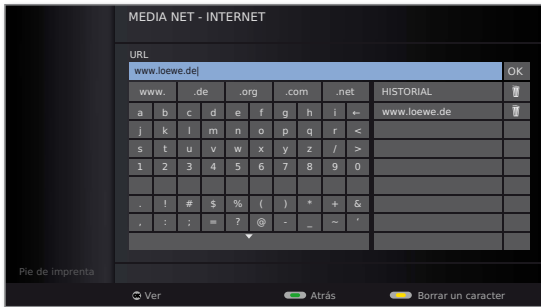 MEDIA NET - INTERNET
URL
www.loewe.de
OK
www. .de .org .com .net HISTORIAL
a b c d e f g h i ← www.loewe.de
j k l m n o p q r <
s t u v w x y z / >
1 2 3 4 5 6 7 8 9 0
. ! # $ % ( ) * + &
, : ; = ? @ - _ ~ '
Pie de imprenta
OK Ver Atrás Borrar un caracter